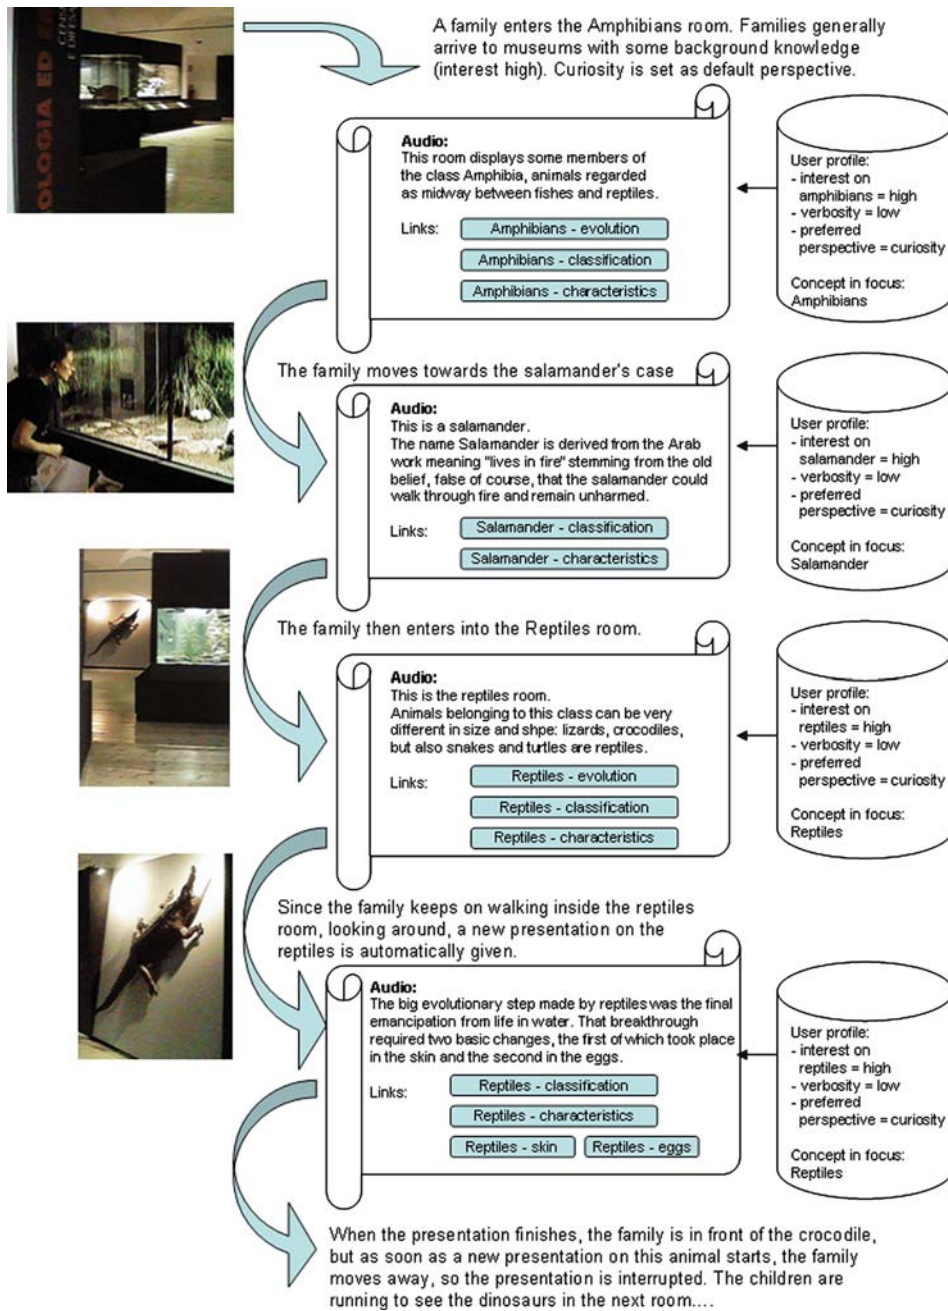 A family enters the Amphibians room. Families generally
arrive to museums with some background knowledge
(interest high). Curiosity is set as default perspective.
OLOGIA ED E
Audio:
This room displays some members of
the class Amphibia, animals regarded
as midway between fishes and reptiles.
Links:
Amphibians - evolution
Amphibians - classification
Amphibians - characteristics
User profile:
- interest on
amphibians = high
- verbosity = low
- preferred
perspective = curiosity
Concept in focus:
Amphibians
The family moves towards the salamander's case
Audio:
This is a salamander.
The name Salamander is derived from the Arab
work meaning "lives in fire" stemming from the old
belief, false of course, that the salamander could
walk through fire and remain unharmed.
Links:
Salamander - classification
Salamander - characteristics
User profile:
- interest on
salamander = high
- verbosity = low
- preferred
perspective = curiosity
Concept in focus:
Salamander
The family then enters into the Reptiles room.
Audio:
This is the reptiles room.
Animals belonging to this class can be very
different in size and shpe: lizards, crocodiles,
but also snakes and turtles are reptiles.
Links:
Reptiles - evolution
Reptiles - classification
Reptiles - characteristics
User profile:
- interest on
reptiles = high
- verbosity = low
- preferred
perspective = curiosity
Concept in focus:
Reptiles
Since the family keeps on walking inside the reptiles
room, looking around, a new presentation on the
reptiles is automatically given.
Audio:
The big evolutionary step made by reptiles was the final
emancipation from life in water. That breakthrough
required two basic changes, the first of which took place
in the skin and the second in the eggs.
Links:
Reptiles - classification
Reptiles - characteristics
Reptiles - skin
Reptiles - eggs
User profile:
- interest on
reptiles = high
- verbosity = low
- preferred
perspective = curiosity
Concept in focus:
Reptiles
When the presentation finishes, the family is in front of the crocodile,
but as soon as a new presentation on this animal starts, the family
moves away, so the presentation is interrupted. The children are
running to see the dinosaurs in the next room....